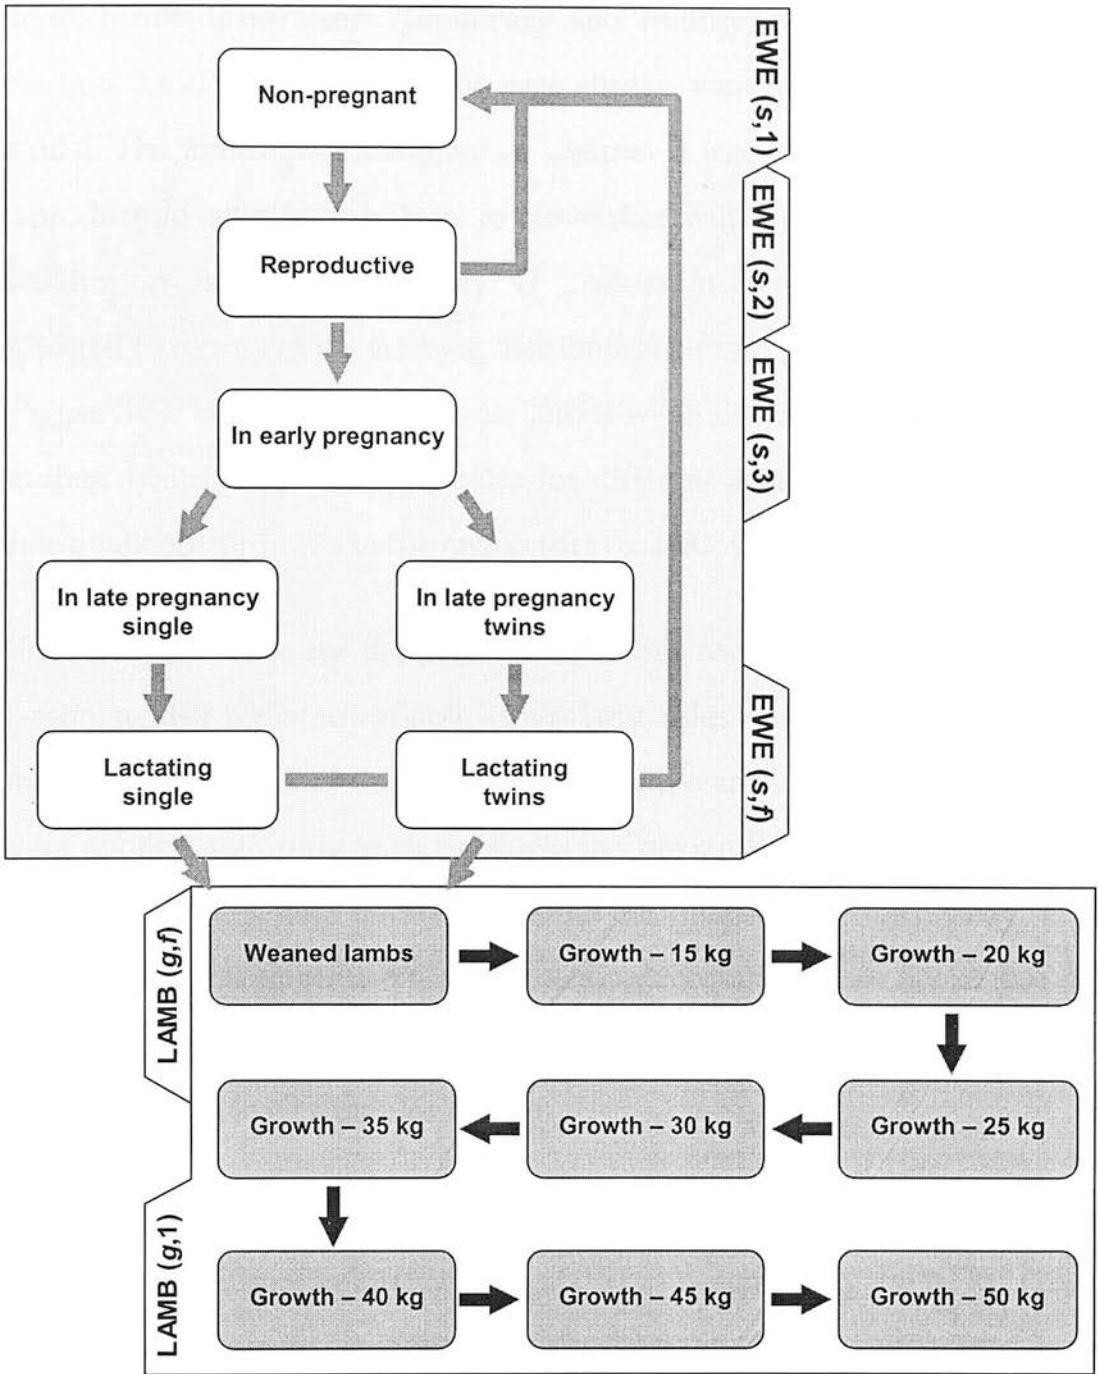 Non-pregnant
Reproductive
In early pregnancy
In late pregnancy
single
In late pregnancy
twins
Lactating
single
Lactating
twins
EWE (s,1)
EWE (s,2)
EWE (s,3)
EWE (s,f)
LAMB (g,f)
LAMB (g,1)
Weaned lambs
Growth – 15 kg
Growth – 20 kg
Growth – 35 kg
Growth – 30 kg
Growth – 25 kg
Growth – 40 kg
Growth – 45 kg
Growth – 50 kg